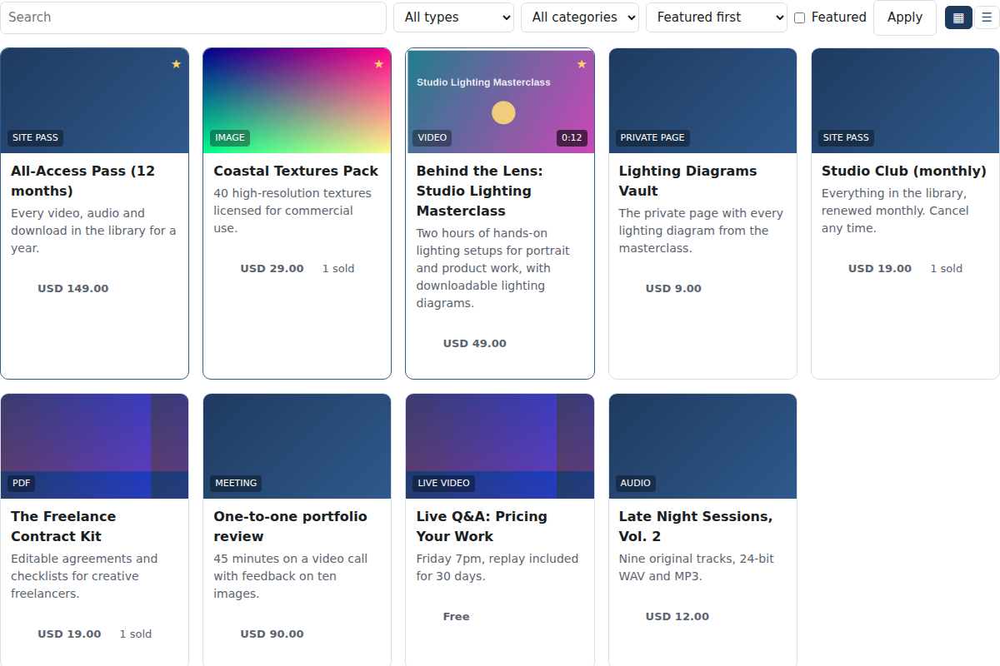 Search All types All categories Featured first Featured Apply
★
SITE PASS
All-Access Pass (12
months)
Every video, audio and
download in the library for a
year.
USD 149.00
★
IMAGE
Coastal Textures Pack
40 high-resolution textures
licensed for commercial
use.
USD 29.00 1 sold
★
Studio Lighting Masterclass
VIDEO 0:12
Behind the Lens:
Studio Lighting
Masterclass
Two hours of hands-on
lighting setups for portrait
and product work, with
downloadable lighting
diagrams.
USD 49.00
PRIVATE PAGE
Lighting Diagrams
Vault
The private page with every
lighting diagram from the
masterclass.
USD 9.00
SITE PASS
Studio Club (monthly)
Everything in the library,
renewed monthly. Cancel
any time.
USD 19.00 1 sold
PDF
The Freelance
Contract Kit
Editable agreements and
checklists for creative
freelancers.
USD 19.00 1 sold
MEETING
One-to-one portfolio
review
45 minutes on a video call
with feedback on ten
images.
USD 90.00
LIVE VIDEO
Live Q&A: Pricing
Your Work
Friday 7pm, replay included
for 30 days.
Free
AUDIO
Late Night Sessions,
Vol. 2
Nine original tracks, 24-bit
WAV and MP3.
USD 12.00